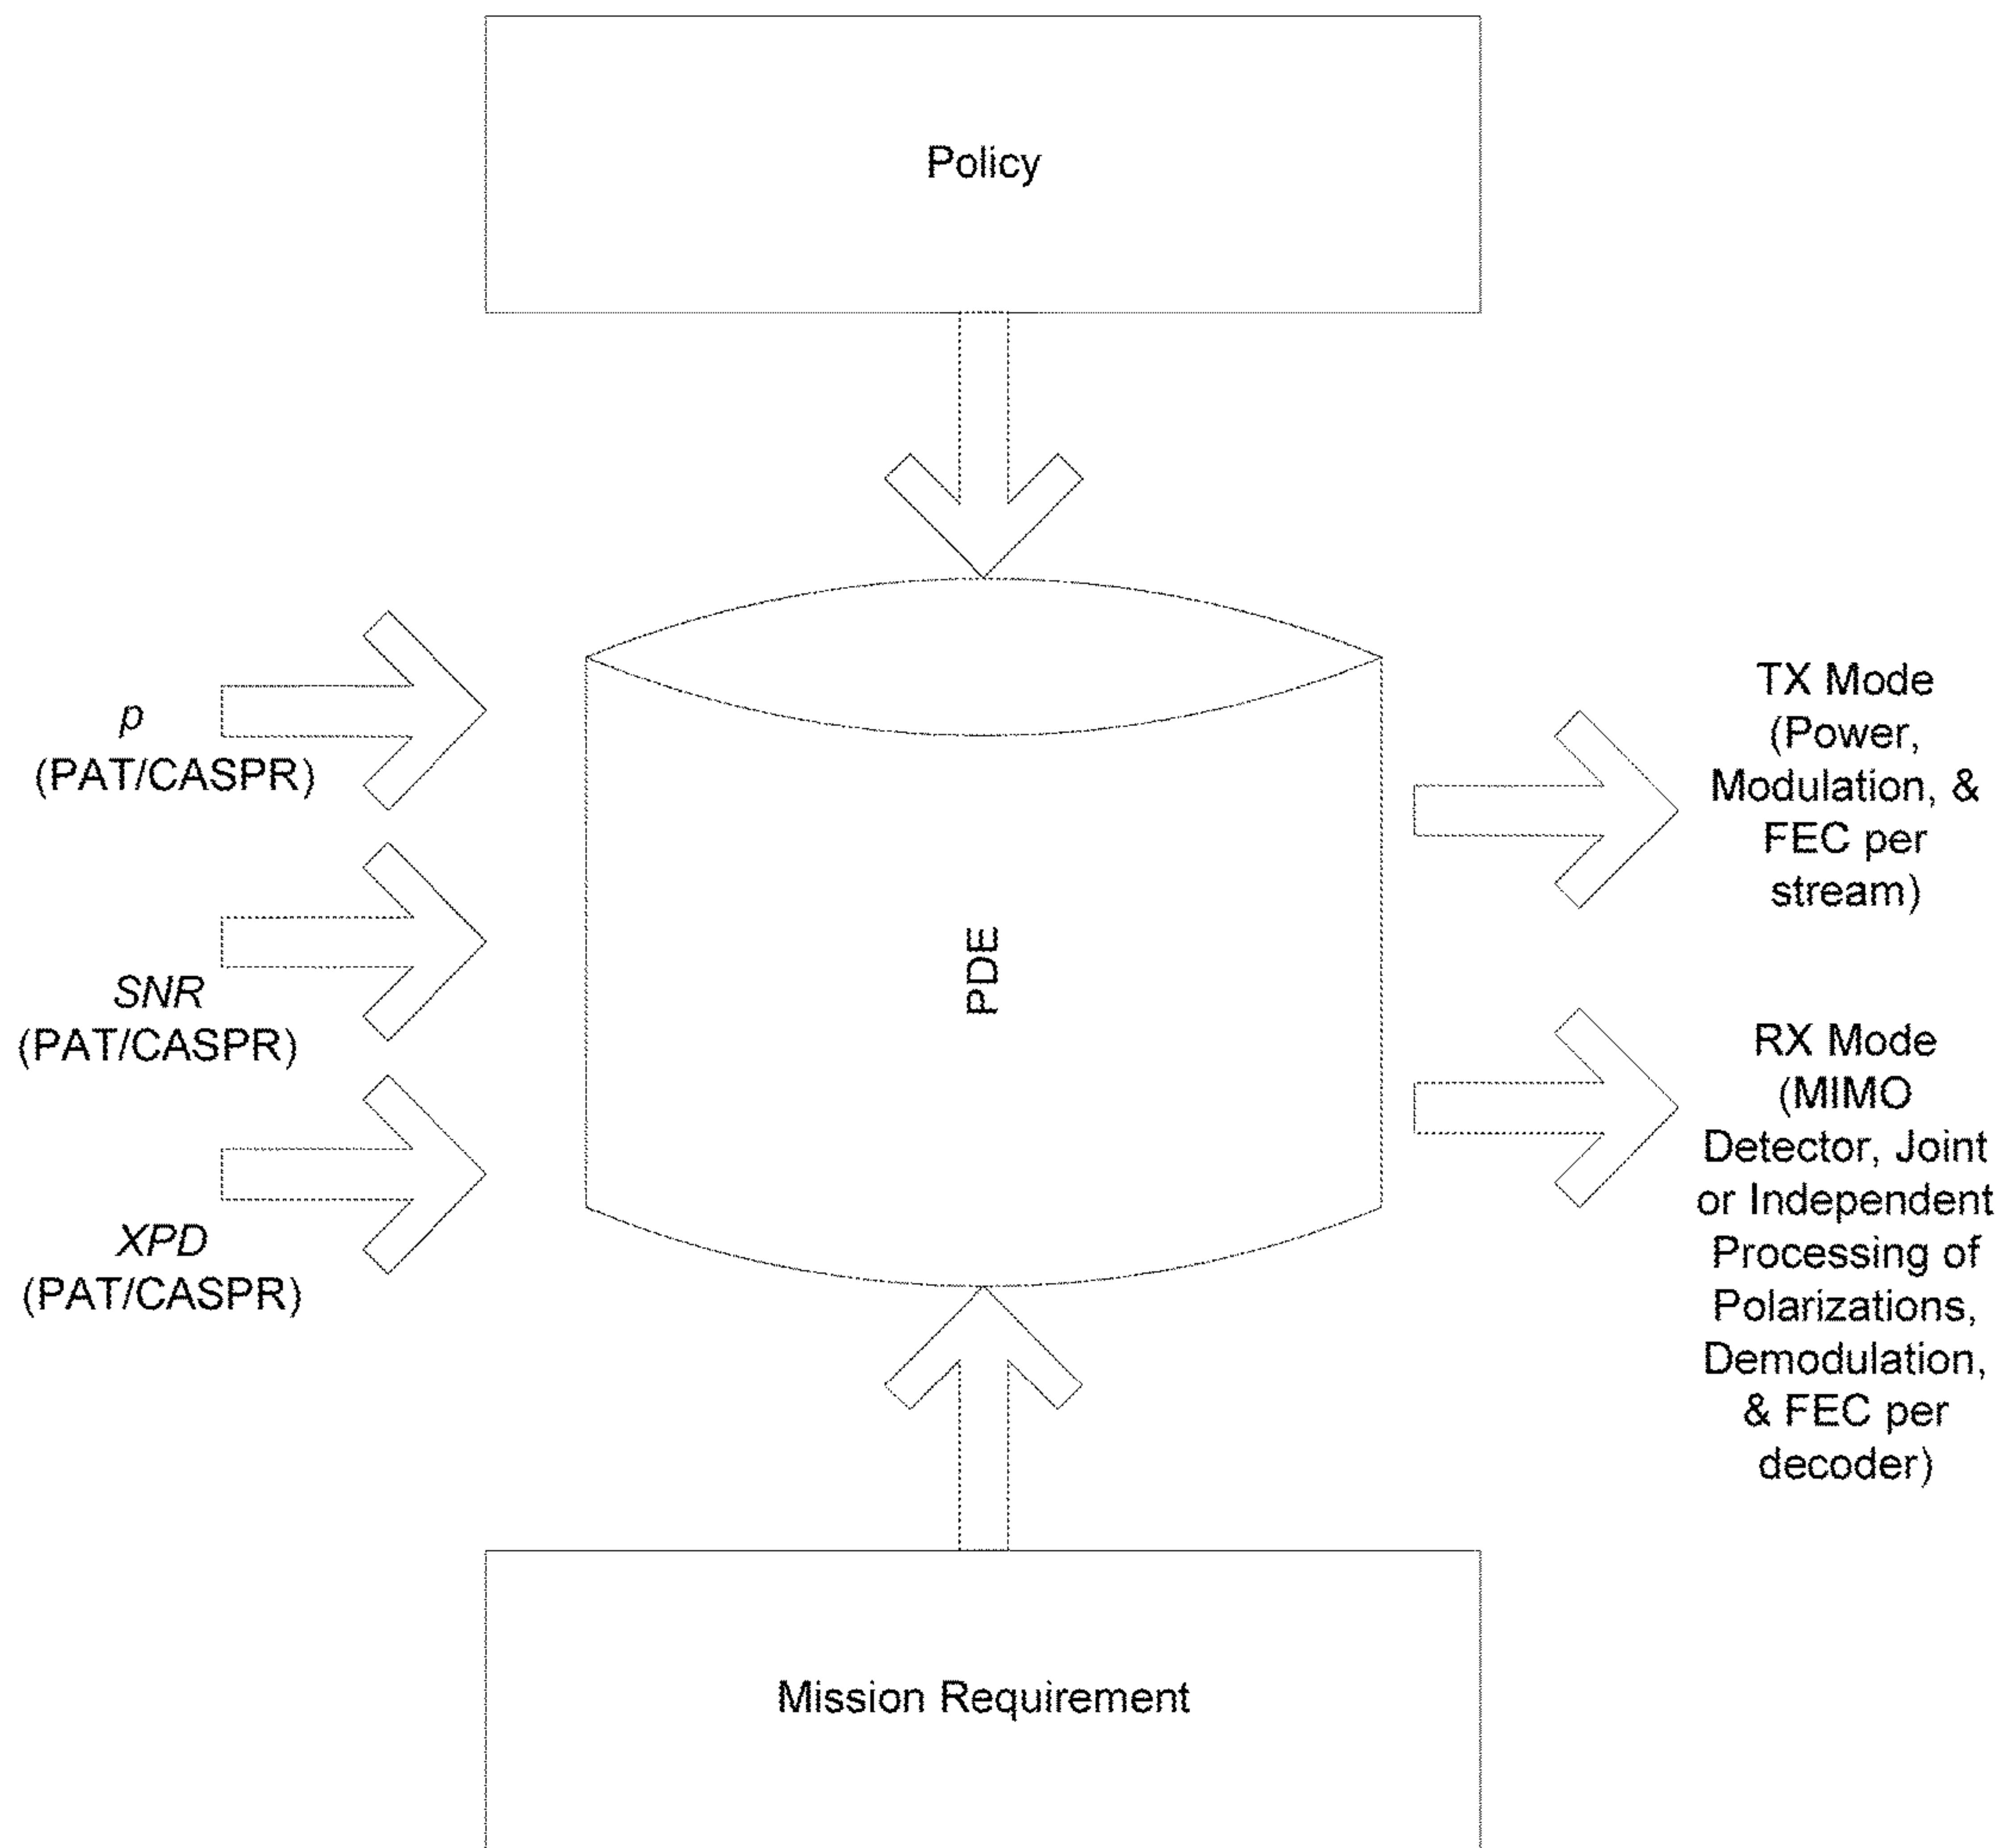 Policy
p
(PAT/CASPR)
SNR
(PAT/CASPR)
XPD
(PAT/CASPR)
PDE
TX Mode
(Power,
Modulation, &
FEC per
stream)
RX Mode
(MIMO
Detector, Joint
or Independent
Processing of
Polarizations,
Demodulation,
& FEC per
decoder)
Mission Requirement